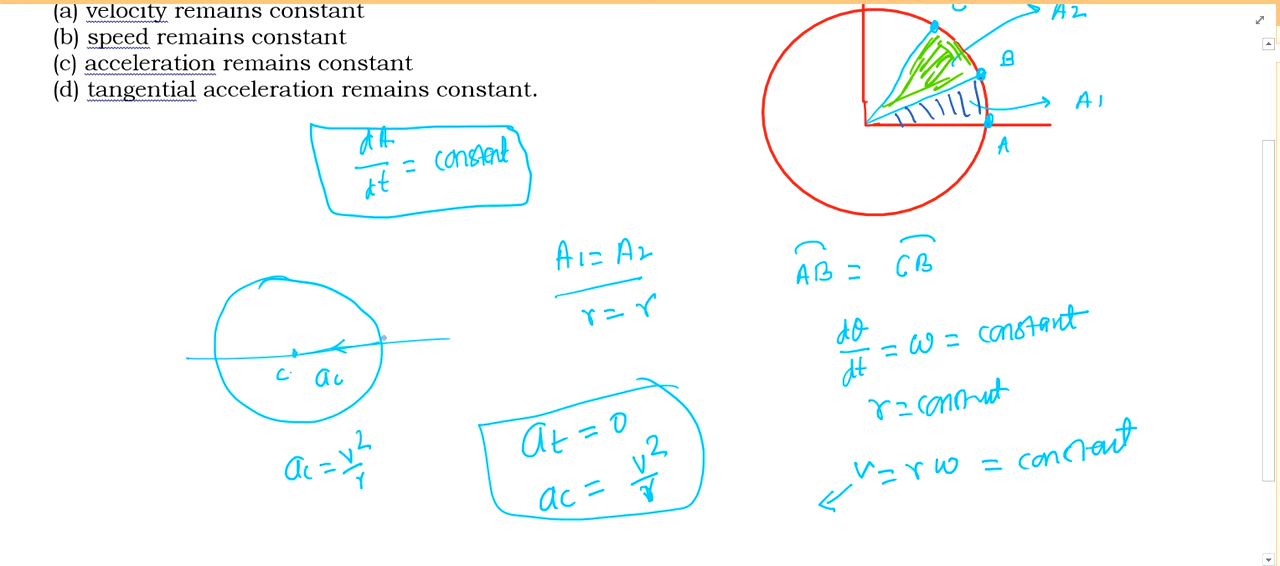 (a) velocity remains constant
(b) speed remains constant
(c) acceleration remains constant
(d) tangential acceleration remains constant.
A2
B
A1
A
dA/dt = constant
A1 = A2
r = r
AB = CB
dθ/dt = ω = constant
r = constant
v = rω = constant
c. ac
ac = v²/r
at = 0
ac = v²/r